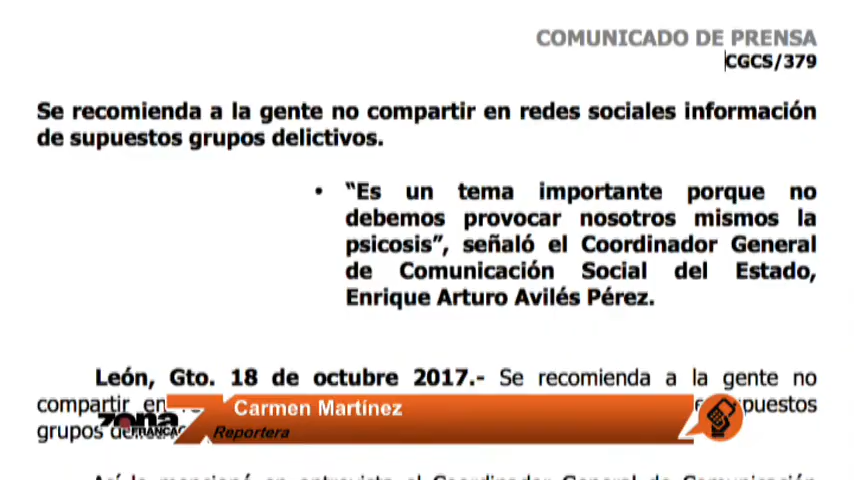 COMUNICADO DE PRENSA
CGCS/379
Se recomienda a la gente no compartir en redes sociales información
de supuestos grupos delictivos.
• “Es un tema importante porque no
debemos provocar nosotros mismos la
psicosis”, señaló el Coordinador General
de Comunicación Social del Estado,
Enrique Arturo Avilés Pérez.
León, Gto. 18 de octubre 2017.- Se recomienda a la gente no
compartir en
grupos
Carmen Martínez
Reportera
zona
FRANCA